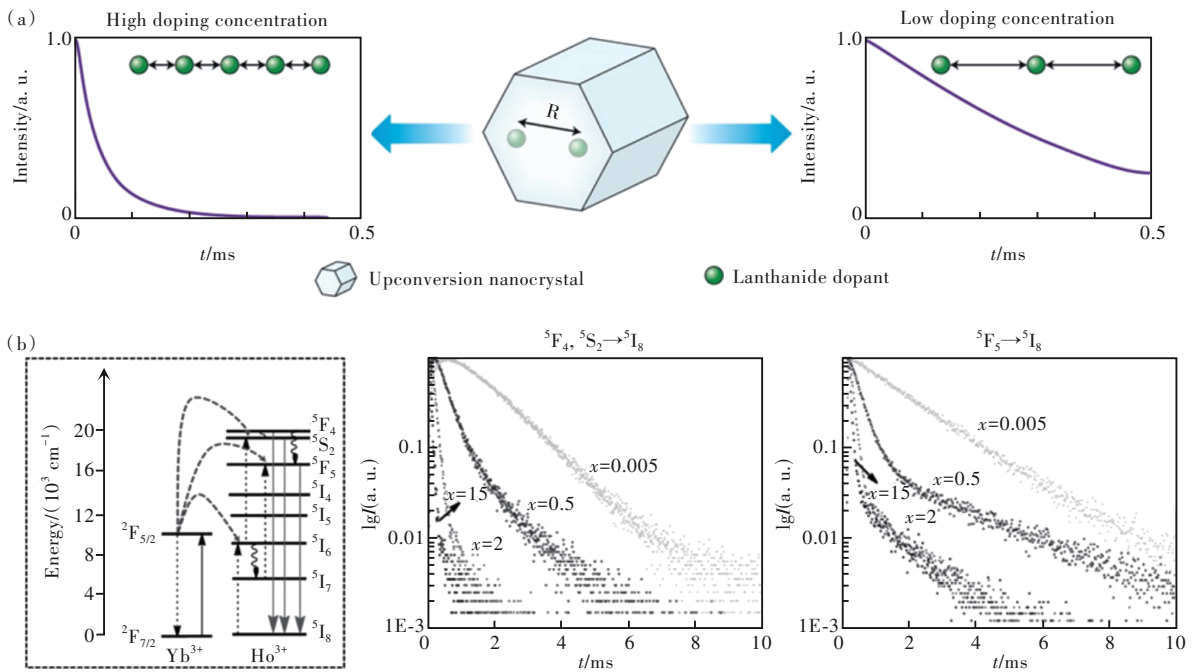 (a)
High doping concentration
Low doping concentration
Intensity/a. u.
1.0
0
0
0.5
t/ms
R
Intensity/a. u.
1.0
0
0
0.5
t/ms
Upconversion nanocrystal
Lanthanide dopant
(b)
Energy/(10³ cm⁻¹)
20
16
12
8
4
0
²F₅/₂
²F₇/₂
Yb³⁺
⁵F₄
⁵S₂
⁵F₅
⁵I₄
⁵I₅
⁵I₆
⁵I₇
⁵I₈
Ho³⁺
⁵F₄, ⁵S₂→⁵I₈
lgI(a. u.)
0.1
0.01
1E-3
x=0.005
x=0.5
x=15
x=2
0 2 4 6 8 10
t/ms
⁵F₅→⁵I₈
lgI(a. u.)
0.1
0.01
1E-3
x=0.005
x=0.5
x=15
x=2
0 2 4 6 8 10
t/ms